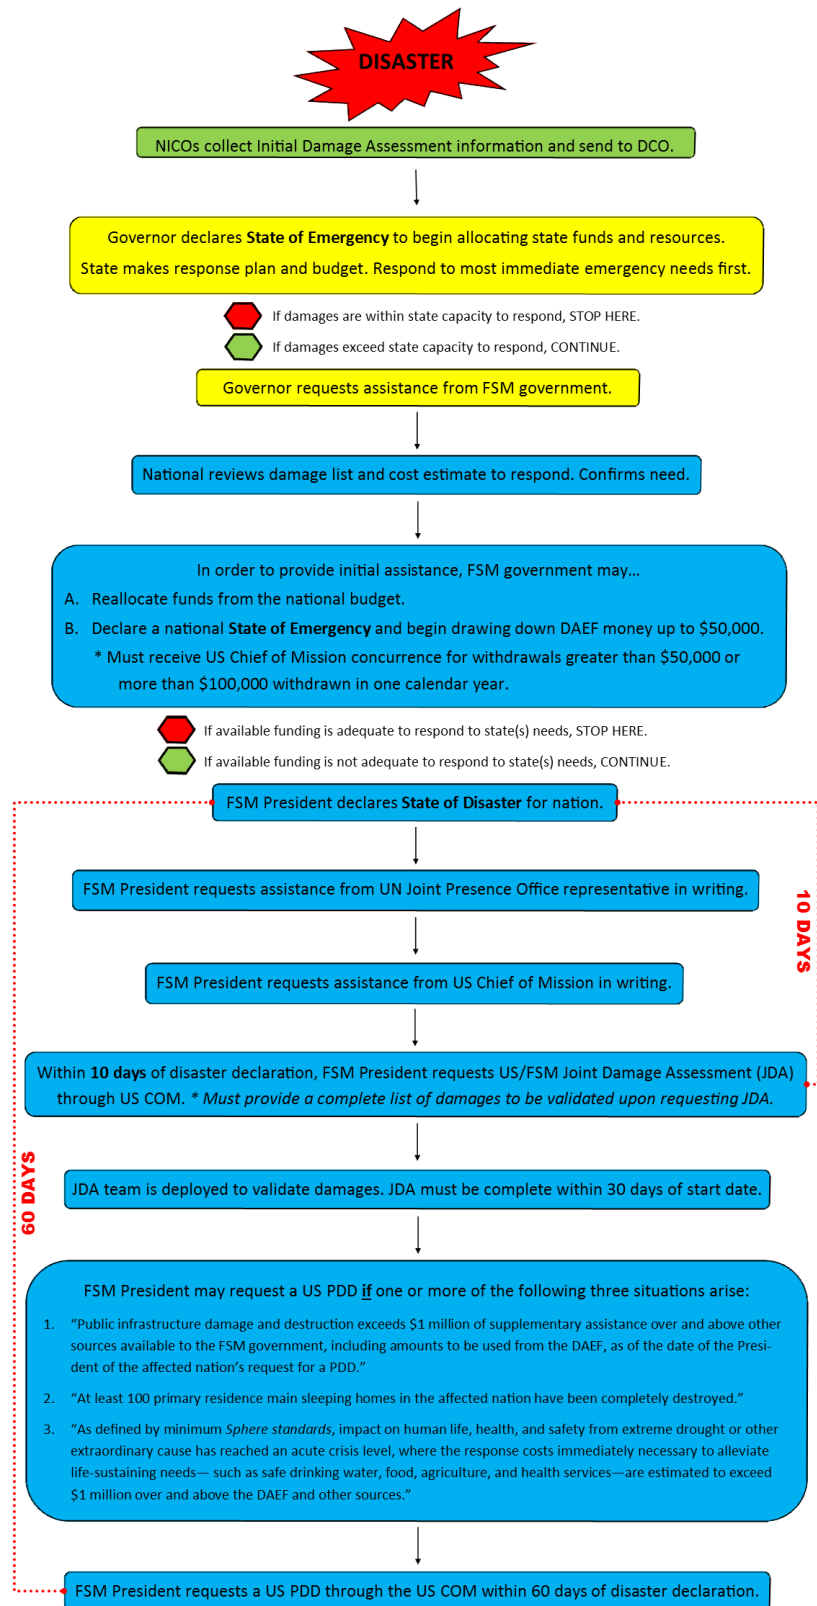 DISASTER
NICOs collect Initial Damage Assessment information and send to DCO.
Governor declares State of Emergency to begin allocating state funds and resources.
State makes response plan and budget. Respond to most immediate emergency needs first.
If damages are within state capacity to respond, STOP HERE.
If damages exceed state capacity to respond, CONTINUE.
Governor requests assistance from FSM government.
National reviews damage list and cost estimate to respond. Confirms need.
In order to provide initial assistance, FSM government may...
A. Reallocate funds from the national budget.
B. Declare a national State of Emergency and begin drawing down DAEF money up to $50,000.
* Must receive US Chief of Mission concurrence for withdrawals greater than $50,000 or
more than $100,000 withdrawn in one calendar year.
If available funding is adequate to respond to state(s) needs, STOP HERE.
If available funding is not adequate to respond to state(s) needs, CONTINUE.
FSM President declares State of Disaster for nation.
FSM President requests assistance from UN Joint Presence Office representative in writing.
10 DAYS
FSM President requests assistance from US Chief of Mission in writing.
Within 10 days of disaster declaration, FSM President requests US/FSM Joint Damage Assessment (JDA)
through US COM. * Must provide a complete list of damages to be validated upon requesting JDA.
60 DAYS
JDA team is deployed to validate damages. JDA must be complete within 30 days of start date.
FSM President may request a US PDD if one or more of the following three situations arise:
1. “Public infrastructure damage and destruction exceeds $1 million of supplementary assistance over and above other
sources available to the FSM government, including amounts to be used from the DAEF, as of the date of the Presi-
dent of the affected nation’s request for a PDD.”
2. “At least 100 primary residence main sleeping homes in the affected nation have been completely destroyed.”
3. “As defined by minimum Sphere standards, impact on human life, health, and safety from extreme drought or other
extraordinary cause has reached an acute crisis level, where the response costs immediately necessary to alleviate
life-sustaining needs— such as safe drinking water, food, agriculture, and health services—are estimated to exceed
$1 million over and above the DAEF and other sources.”
FSM President requests a US PDD through the US COM within 60 days of disaster declaration.